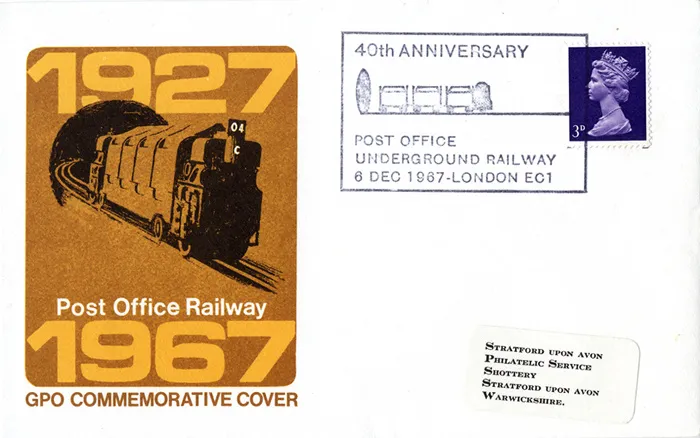 1927
04
C
Post Office Railway
1967
GPO COMMEMORATIVE COVER
40th ANNIVERSARY
POST OFFICE
UNDERGROUND RAILWAY
6 DEC 1967-LONDON EC1
3D
STRATFORD UPON AVON
PHILATELIC SERVICE
SHOTTERY
STRATFORD UPON AVON
WARWICKSHIRE.